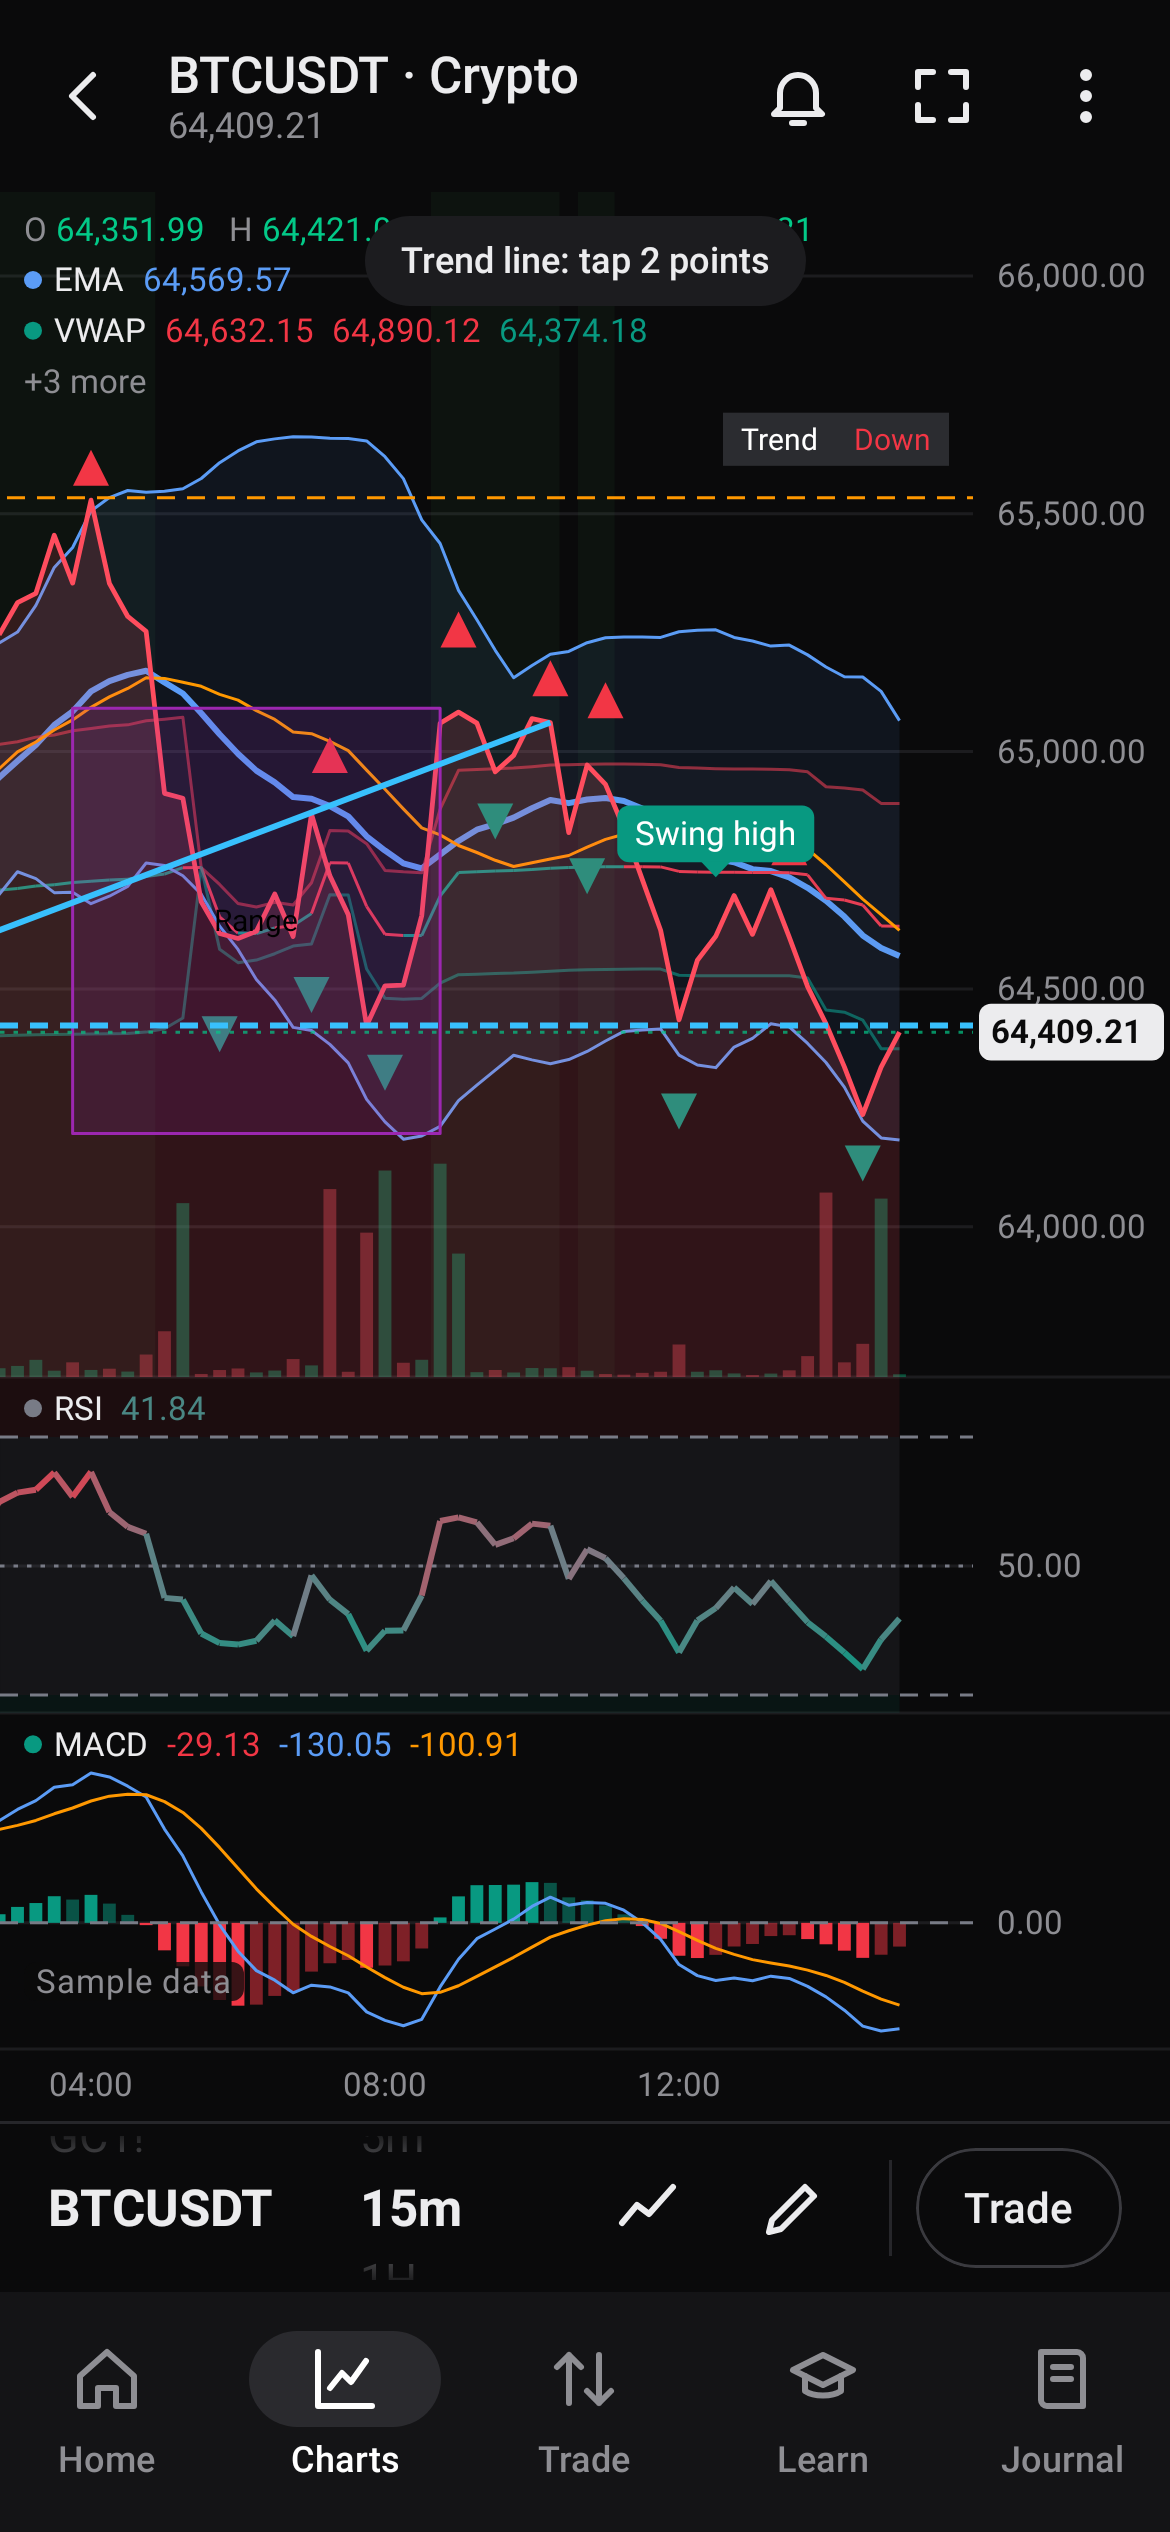 BTCUSDT · Crypto
64,409.21
O 64,351.99 H 64,421.0
Trend line: tap 2 points
EMA 64,569.57
VWAP 64,632.15 64,890.12 64,374.18
+3 more
66,000.00
Trend Down
65,500.00
65,000.00
Swing high
Range
64,500.00
64,409.21
64,000.00
RSI 41.84
50.00
MACD -29.13 -130.05 -100.91
0.00
Sample data
04:00 08:00 12:00
5m
BTCUSDT 15m Trade
1H
Home Charts Trade Learn Journal